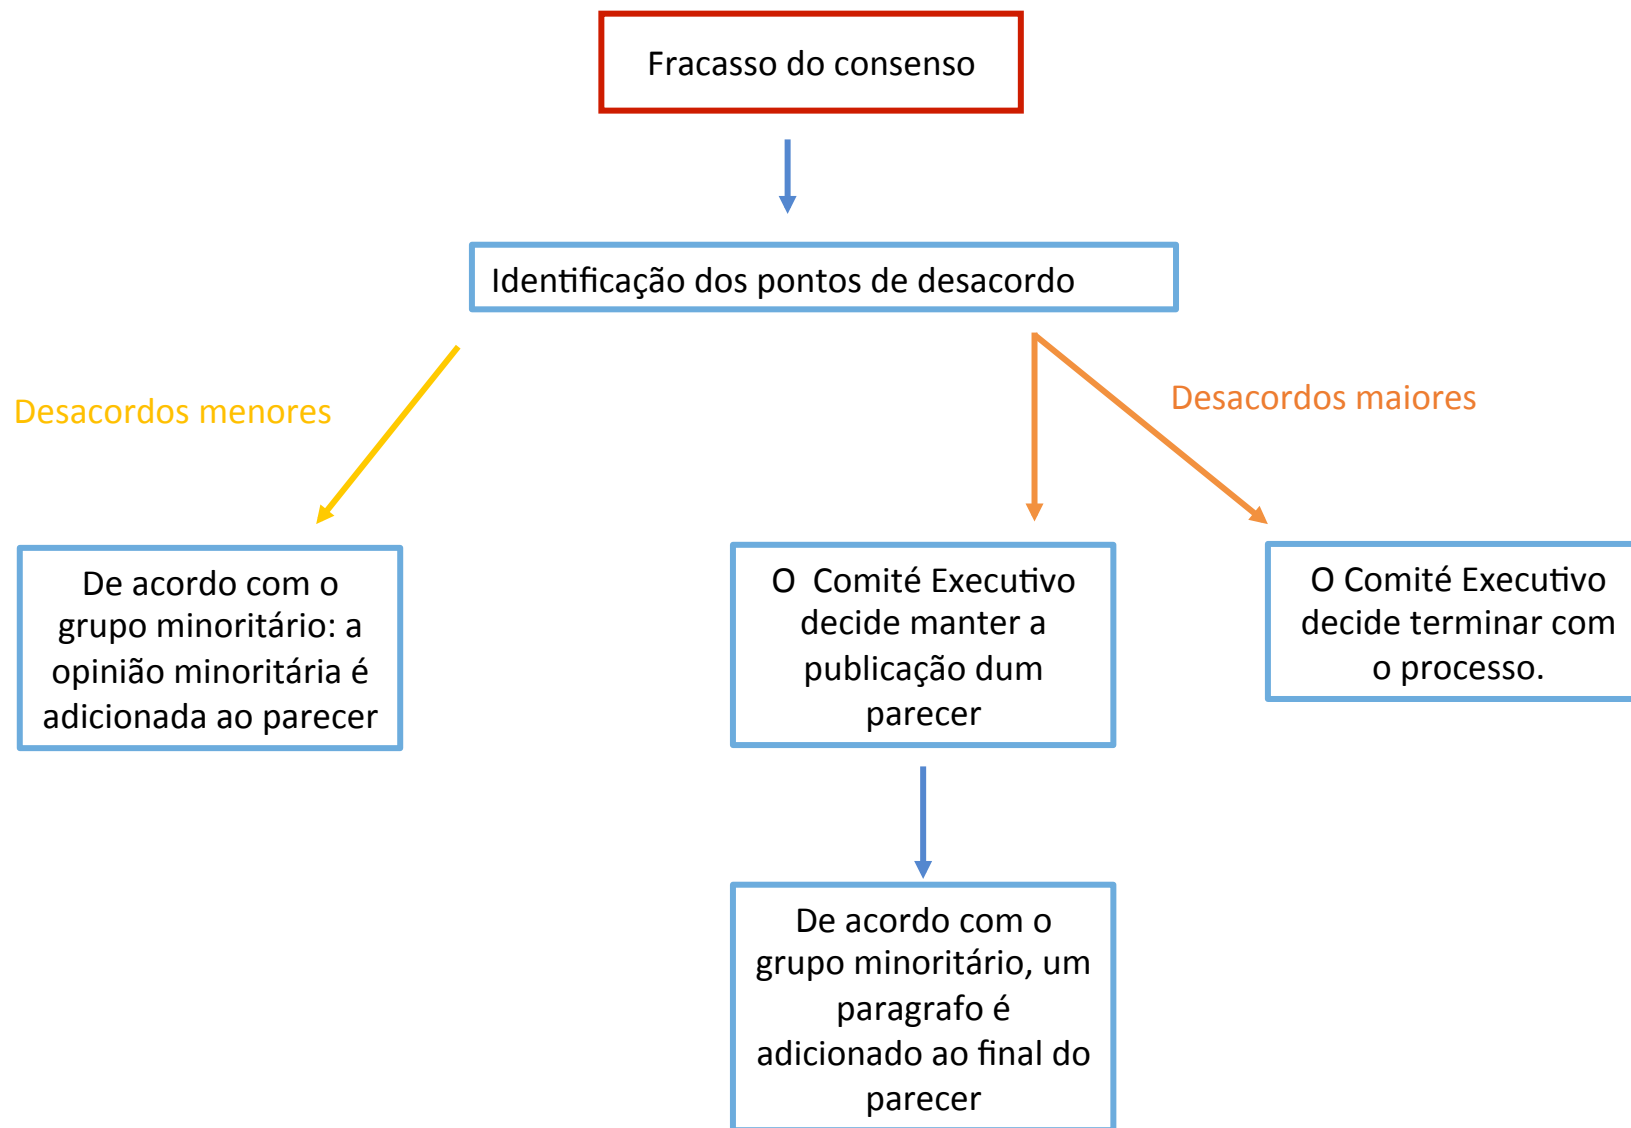 Fracasso do consenso
Identificação dos pontos de desacordo
Desacordos menores
Desacordos maiores
De acordo com o
grupo minoritário: a
opinião minoritária é
adicionada ao parecer
O  Comité Executivo
decide manter a
publicação dum
parecer
O Comité Executivo
decide terminar com
o processo.
De acordo com o
grupo minoritário, um
paragrafo é
adicionado ao final do
parecer